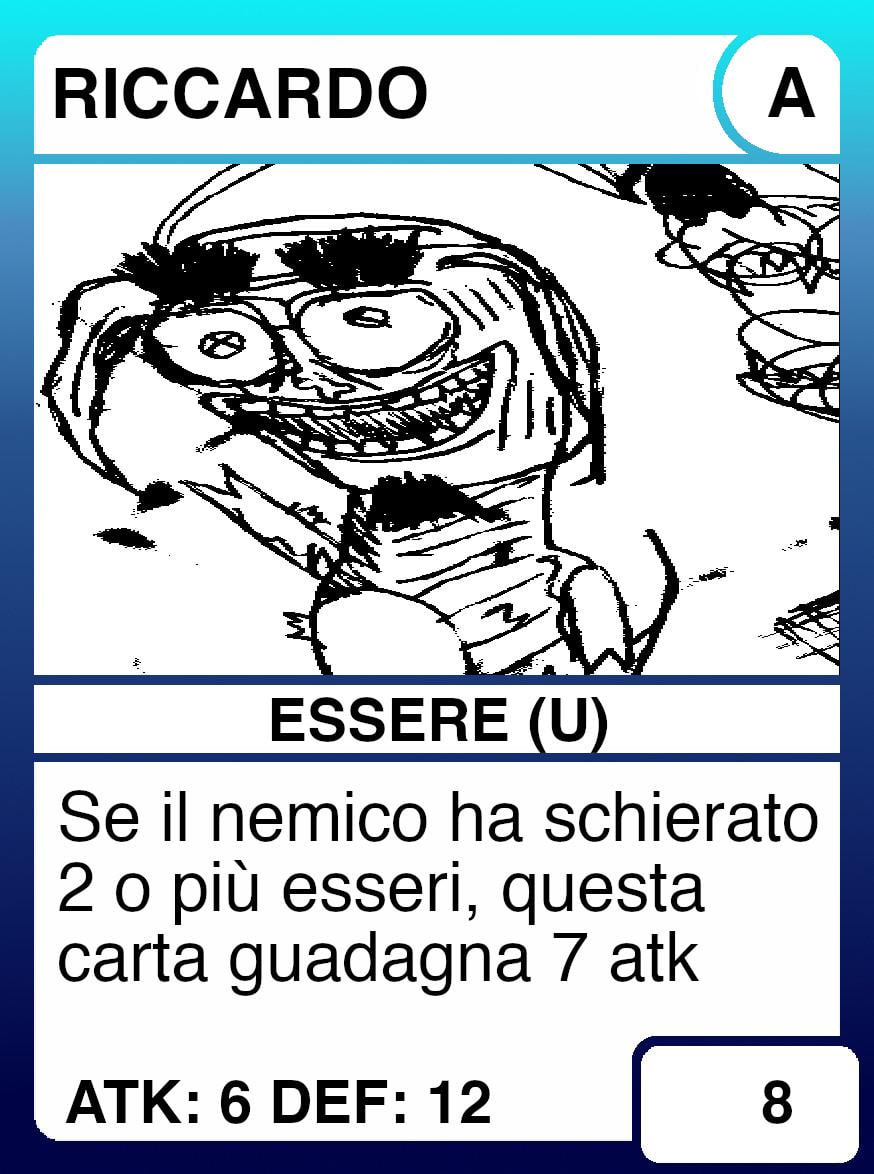 RICCARDO A
ESSERE (U)
Se il nemico ha schierato
2 o più esseri, questa
carta guadagna 7 atk
ATK: 6 DEF: 12
8